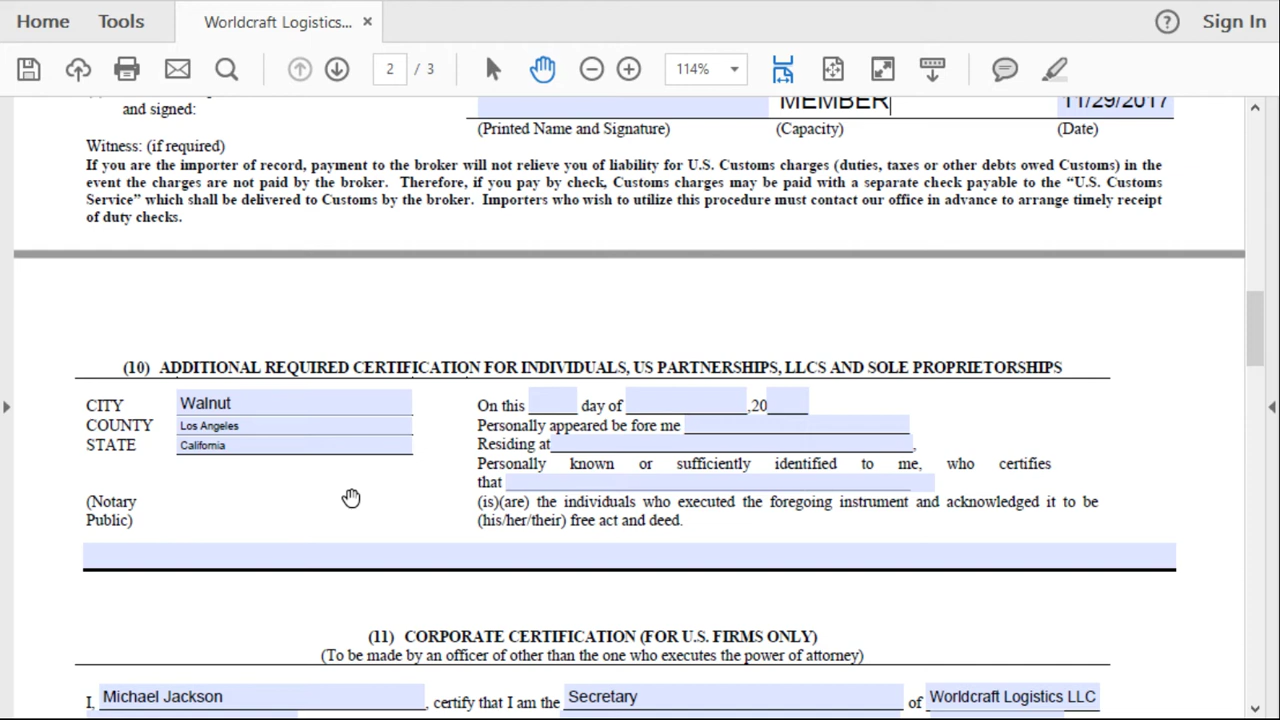 Home Tools Worldcraft Logistics... × ? Sign In
2 / 3 114%
and signed: MEMBER 11/29/2017
(Printed Name and Signature) (Capacity) (Date)
Witness: (if required)
If you are the importer of record, payment to the broker will not relieve you of liability for U.S. Customs charges (duties, taxes or other debts owed Customs) in the
event the charges are not paid by the broker. Therefore, if you pay by check, Customs charges may be paid with a separate check payable to the “U.S. Customs
Service” which shall be delivered to Customs by the broker. Importers who wish to utilize this procedure must contact our office in advance to arrange timely receipt
of duty checks.
(10) ADDITIONAL REQUIRED CERTIFICATION FOR INDIVIDUALS, US PARTNERSHIPS, LLCS AND SOLE PROPRIETORSHIPS
CITY Walnut
COUNTY Los Angeles
STATE California
(Notary
Public)
On this day of ,20
Personally appeared be fore me
Residing at ,
Personally known or sufficiently identified to me, who certifies
that
(is)(are) the individuals who executed the foregoing instrument and acknowledged it to be
(his/her/their) free act and deed.
(11) CORPORATE CERTIFICATION (FOR U.S. FIRMS ONLY)
(To be made by an officer of other than the one who executes the power of attorney)
I, Michael Jackson , certify that I am the Secretary of Worldcraft Logistics LLC